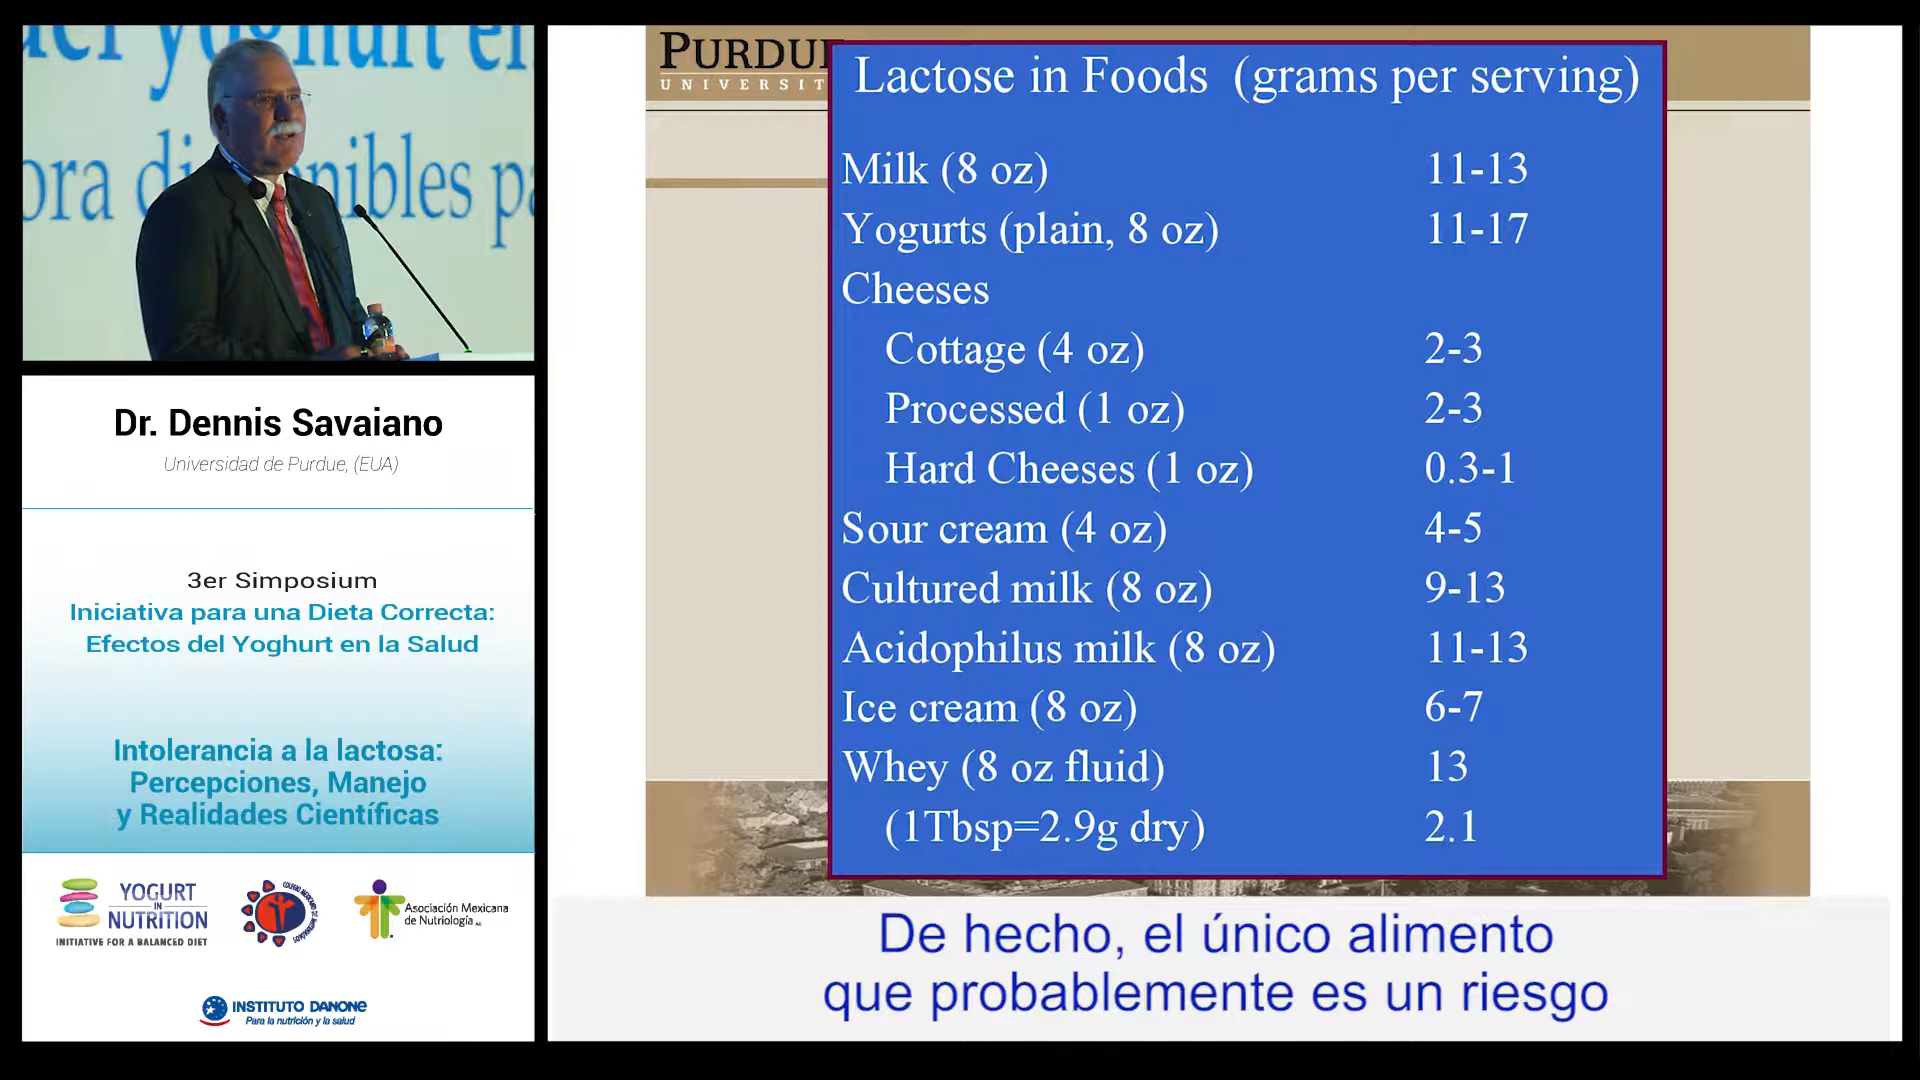 del yoghurt en
ora disponibles pa
Dr. Dennis Savaiano
Universidad de Purdue, (EUA)
3er Simposium
Iniciativa para una Dieta Correcta:
Efectos del Yoghurt en la Salud
Intolerancia a la lactosa:
Percepciones, Manejo
y Realidades Científicas
YOGURT
IN
NUTRITION
INITIATIVE FOR A BALANCED DIET
Asociación Mexicana
de Nutriología
INSTITUTO DANONE
Para la nutrición y la salud
PURDU
UNIVERSIT
Lactose in Foods (grams per serving)
Milk (8 oz) 11-13
Yogurts (plain, 8 oz) 11-17
Cheeses
Cottage (4 oz) 2-3
Processed (1 oz) 2-3
Hard Cheeses (1 oz) 0.3-1
Sour cream (4 oz) 4-5
Cultured milk (8 oz) 9-13
Acidophilus milk (8 oz) 11-13
Ice cream (8 oz) 6-7
Whey (8 oz fluid) 13
(1Tbsp=2.9g dry) 2.1
De hecho, el único alimento
que probablemente es un riesgo